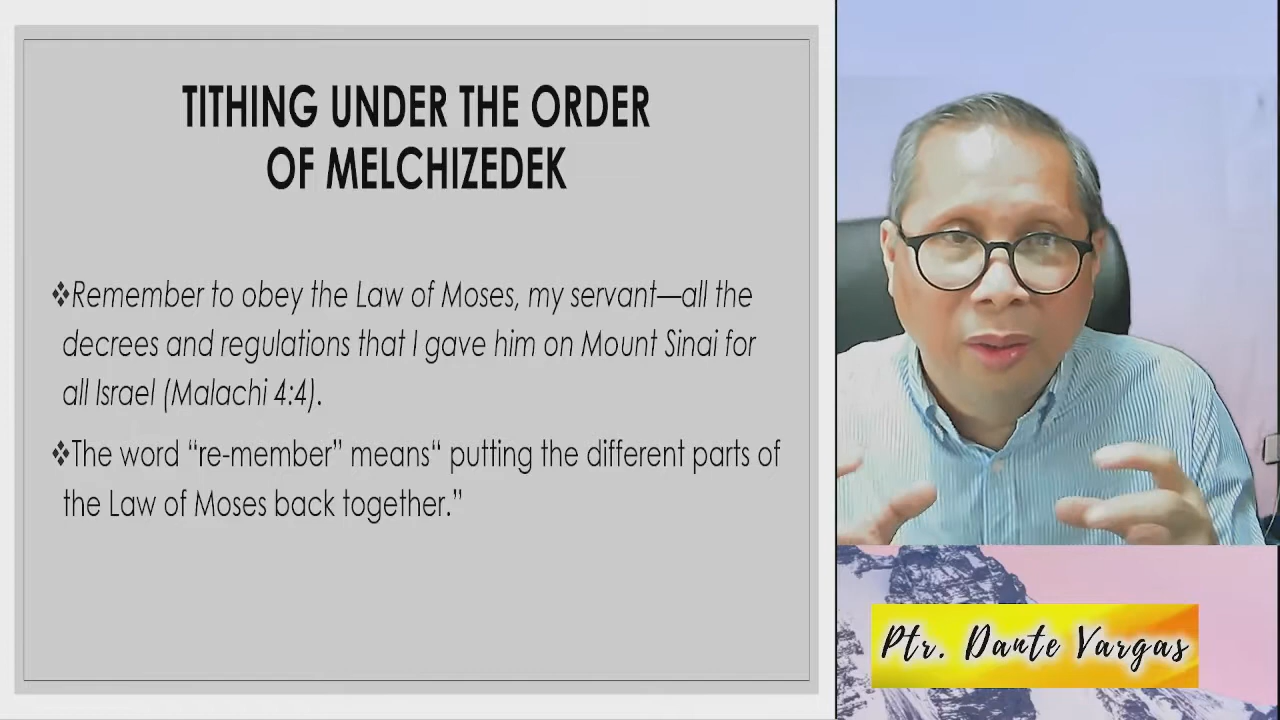 TITHING UNDER THE ORDER
OF MELCHIZEDEK
❖Remember to obey the Law of Moses, my servant—all the
decrees and regulations that I gave him on Mount Sinai for
all Israel (Malachi 4:4).
❖The word “re-member” means“ putting the different parts of
the Law of Moses back together.”
Ptr. Dante Vargas